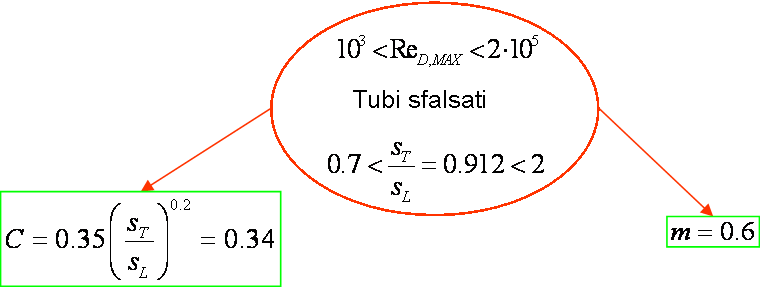 10³ < Re_D,MAX < 2·10⁵
Tubi sfalsati
0.7 < s_T/s_L = 0.912 < 2
C = 0.35(s_T/s_L)^0.2 = 0.34
m = 0.6